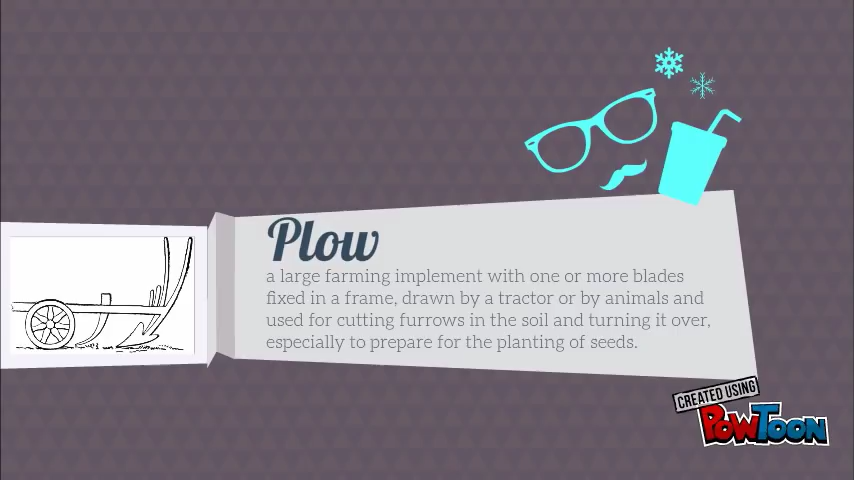 Plow
a large farming implement with one or more blades
fixed in a frame, drawn by a tractor or by animals and
used for cutting furrows in the soil and turning it over,
especially to prepare for the planting of seeds.
CREATED USING
POWTOON